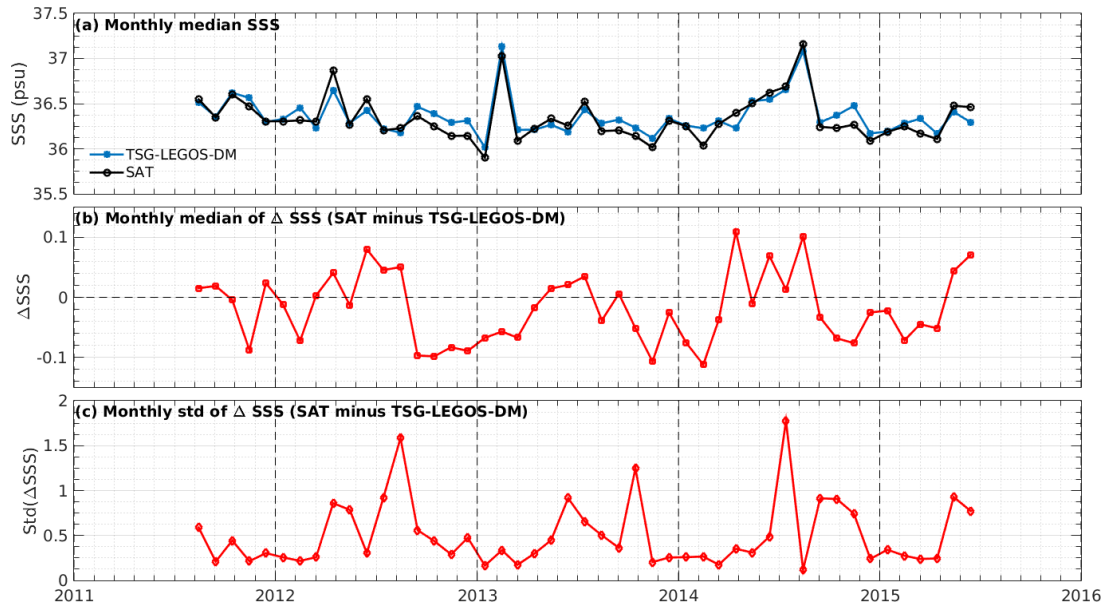 37.5
(a) Monthly median SSS
37
36.5
36
35.5
SSS (psu)
TSG-LEGOS-DM
SAT
(b) Monthly median of Δ SSS (SAT minus TSG-LEGOS-DM)
0.1
0
-0.1
ΔSSS
2
(c) Monthly std of Δ SSS (SAT minus TSG-LEGOS-DM)
1.5
1
0.5
0
Std(ΔSSS)
2011 2012 2013 2014 2015 2016